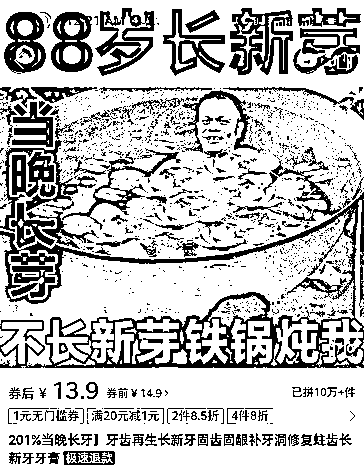 88岁长新芽
当晚长芽
不长新芽铁锅炖我
券后 ¥ 13.9 券前 ¥ 14.9 > 已拼10万+件
1元无门槛券 满20元减1元 2件8.5折 4件8折
201%当晚长牙】牙齿再生长新牙固齿固龈补牙洞修复蛀齿长
新牙牙膏 极速退款